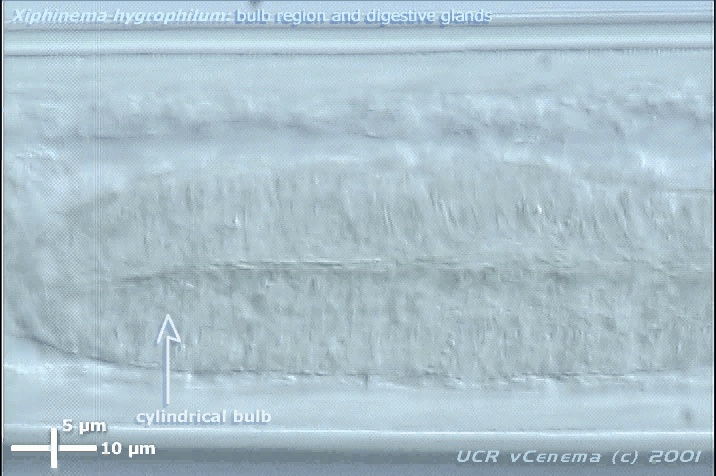 Xiphinema hygrophilum: bulb region and digestive glands
cylindrical bulb
5 µm
10 µm
UCR vCenema (c) 2001